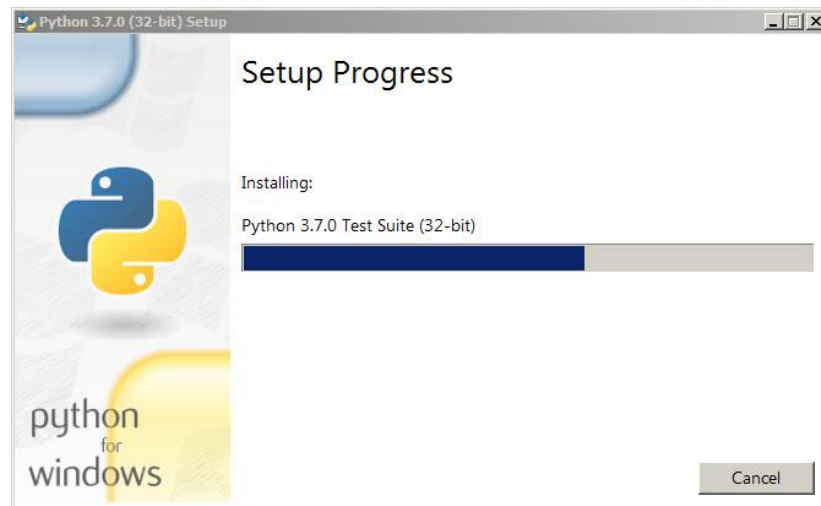 Python 3.7.0 (32-bit) Setup
Setup Progress
Installing:
Python 3.7.0 Test Suite (32-bit)
python
for
windows
Cancel